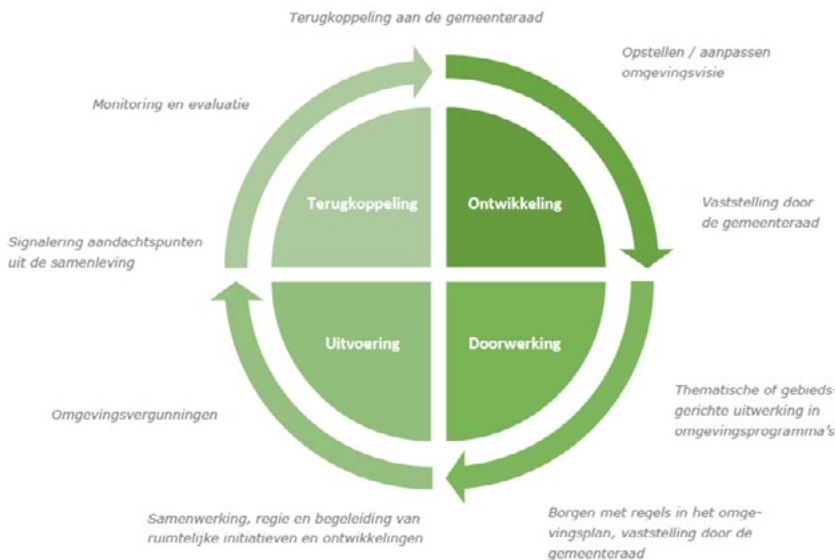 Terugkoppeling aan de gemeenteraad
Opstellen / aanpassen
omgevingsvisie
Monitoring en evaluatie
Terugkoppeling
Ontwikkeling
Vaststelling door
de gemeenteraad
Signalering aandachtspunten
uit de samenleving
Uitvoering
Doorwerking
Thematische of gebieds-
gerichte uitwerking in
omgevingsprogramma's
Omgevingsvergunningen
Samenwerking, regie en begeleiding van
ruimtelijke initiatieven en ontwikkelingen
Borgen met regels in het omge-
vingsplan, vaststelling door de
gemeenteraad